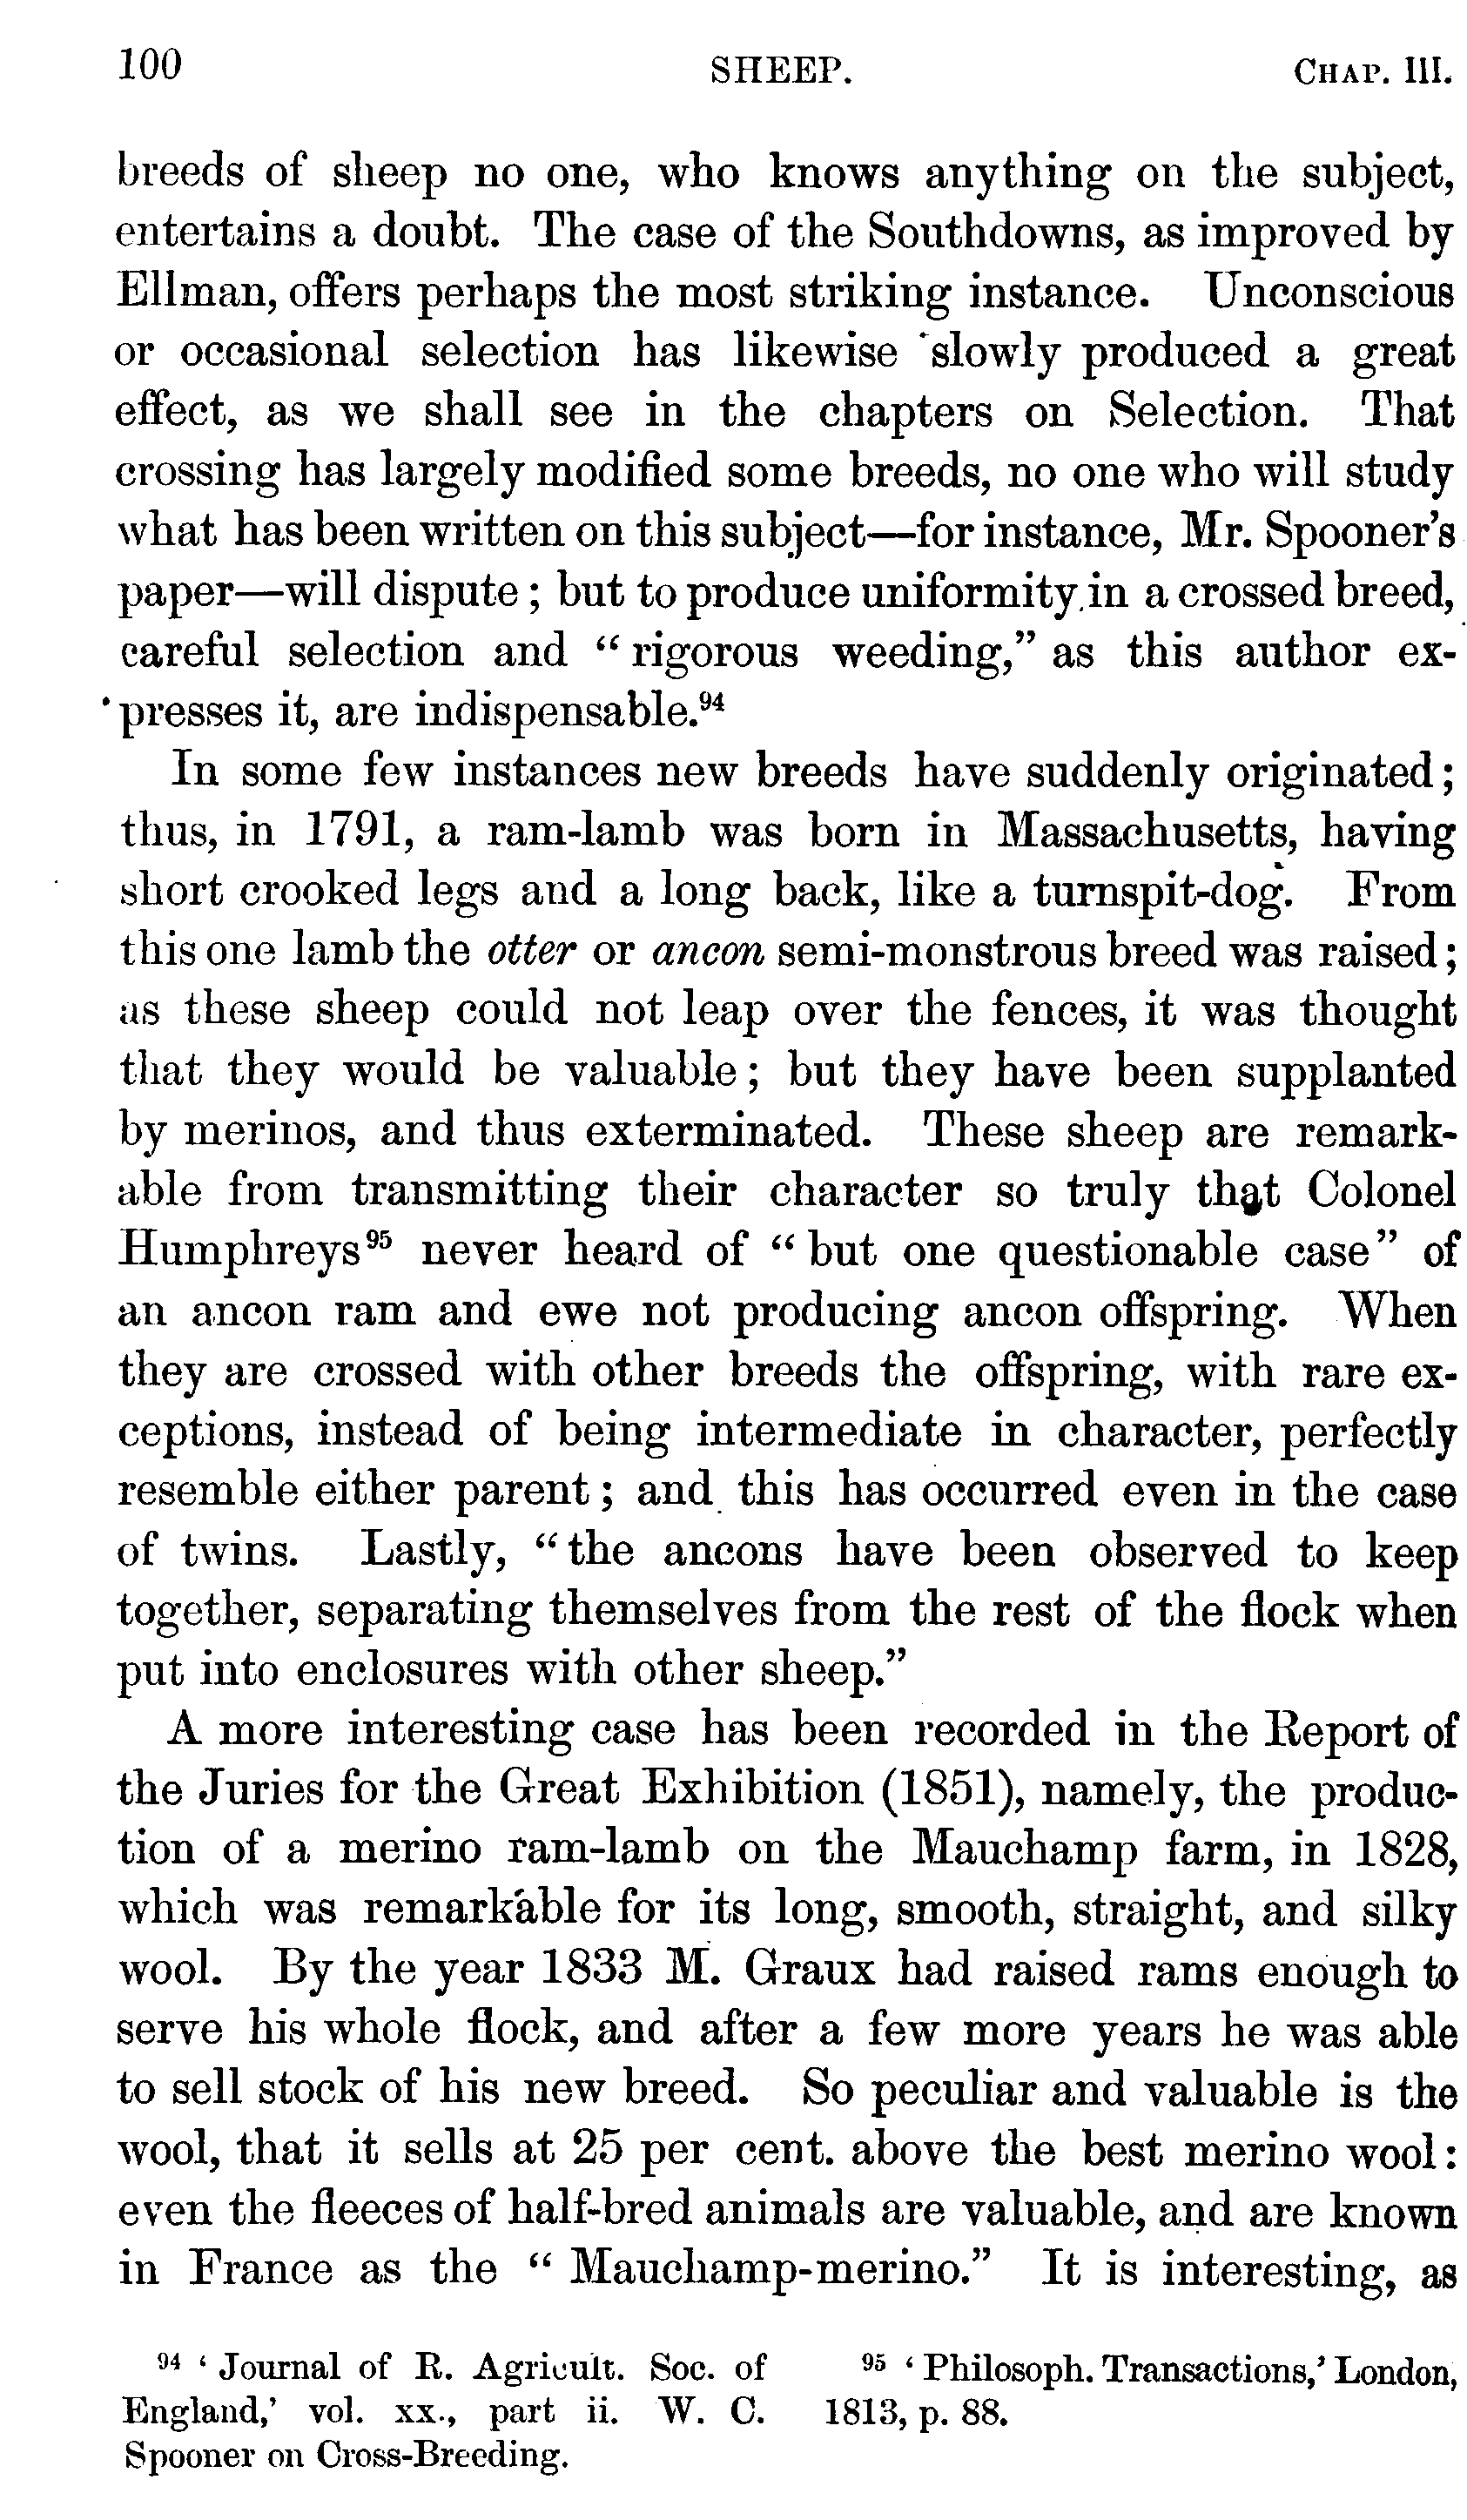 100 SHEEP. CHAP. III.
breeds of sheep no one, who knows anything on the subject,
entertains a doubt. The case of the Southdowns, as improved by
Ellman, offers perhaps the most striking instance. Unconscious
or occasional selection has likewise slowly produced a great
effect, as we shall see in the chapters on Selection. That
crossing has largely modified some breeds, no one who will study
what has been written on this subject—for instance, Mr. Spooner's
paper—will dispute; but to produce uniformity in a crossed breed,
careful selection and "rigorous weeding," as this author ex-
presses it, are indispensable.94
In some few instances new breeds have suddenly originated;
thus, in 1791, a ram-lamb was born in Massachusetts, having
short crooked legs and a long back, like a turnspit-dog. From
this one lamb the otter or ancon semi-monstrous breed was raised;
as these sheep could not leap over the fences, it was thought
that they would be valuable; but they have been supplanted
by merinos, and thus exterminated. These sheep are remark-
able from transmitting their character so truly that Colonel
Humphreys95 never heard of "but one questionable case" of
an ancon ram and ewe not producing ancon offspring. When
they are crossed with other breeds the offspring, with rare ex-
ceptions, instead of being intermediate in character, perfectly
resemble either parent; and this has occurred even in the case
of twins. Lastly, "the ancons have been observed to keep
together, separating themselves from the rest of the flock when
put into enclosures with other sheep."
A more interesting case has been recorded in the Report of
the Juries for the Great Exhibition (1851), namely, the produc-
tion of a merino ram-lamb on the Mauchamp farm, in 1828,
which was remarkable for its long, smooth, straight, and silky
wool. By the year 1833 M. Graux had raised rams enough to
serve his whole flock, and after a few more years he was able
to sell stock of his new breed. So peculiar and valuable is the
wool, that it sells at 25 per cent. above the best merino wool:
even the fleeces of half-bred animals are valuable, and are known
in France as the "Mauchamp-merino." It is interesting, as
94 'Journal of R. Agricult. Soc. of
England,' vol. xx., part ii. W. C.
Spooner on Cross-Breeding.
95 'Philosoph. Transactions,' London,
1813, p. 88.